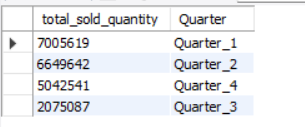 total_sold_quantity Quarter
7005619 Quarter_1
6649642 Quarter_2
5042541 Quarter_4
2075087 Quarter_3